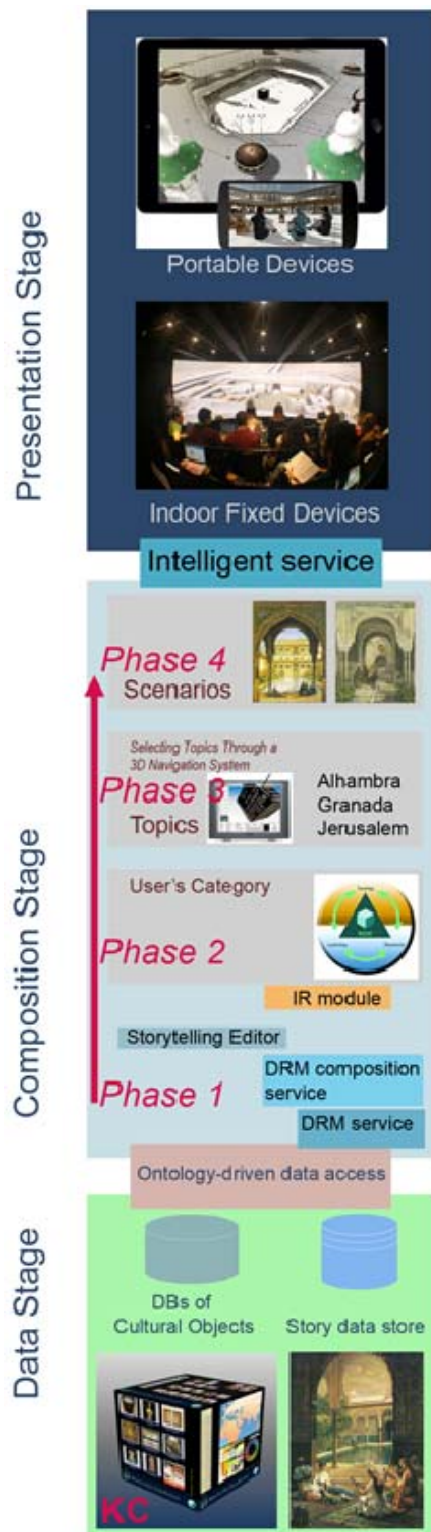 Presentation Stage
Portable Devices
Indoor Fixed Devices
Intelligent service
Composition Stage
Phase 4
Scenarios
Selecting Topics Through a
3D Navigation System
Phase 3
Topics
Alhambra
Granada
Jerusalem
User's Category
Phase 2
IR module
Storytelling Editor
Phase 1
DRM composition
service
DRM service
Ontology-driven data access
Data Stage
DBs of
Cultural Objects
Story data store
KC